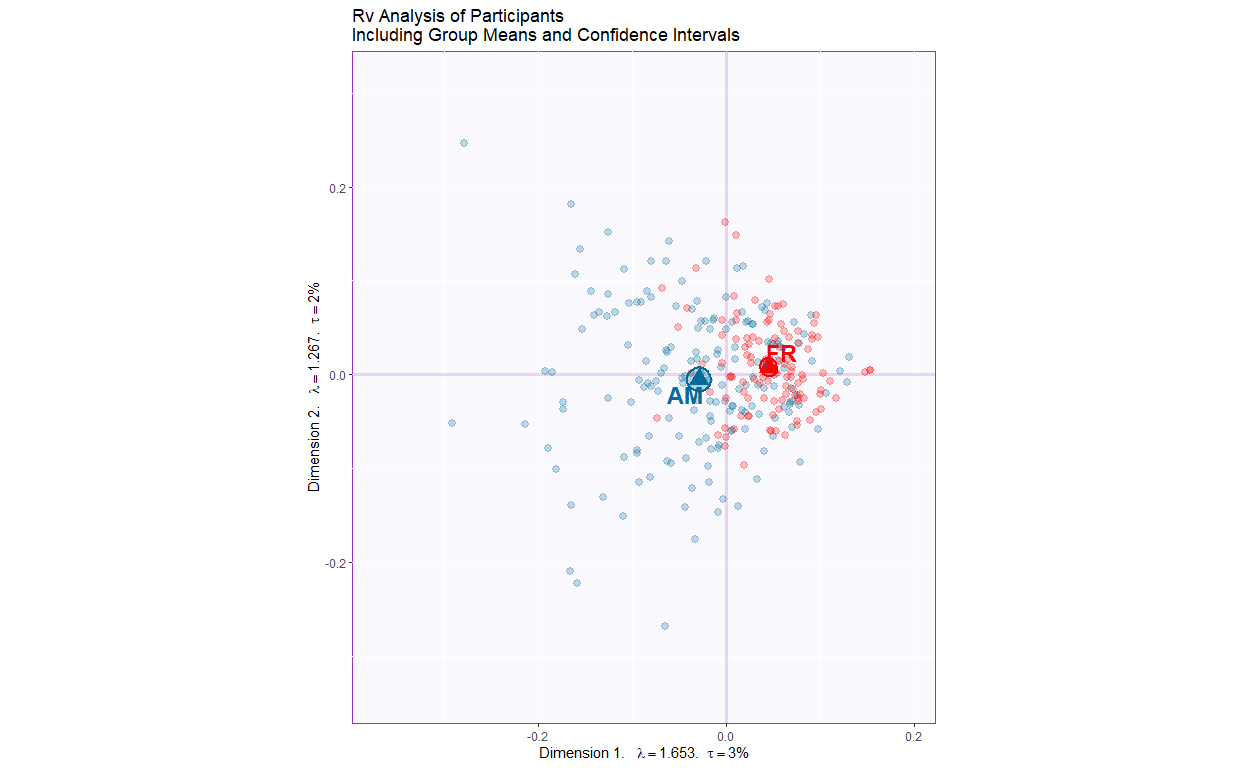 Rv Analysis of Participants
Including Group Means and Confidence Intervals
0.2
0.0
-0.2
Dimension 2. λ = 1.267. τ = 2%
FR
AM
-0.2
0.0
0.2
Dimension 1. λ = 1.653. τ = 3%